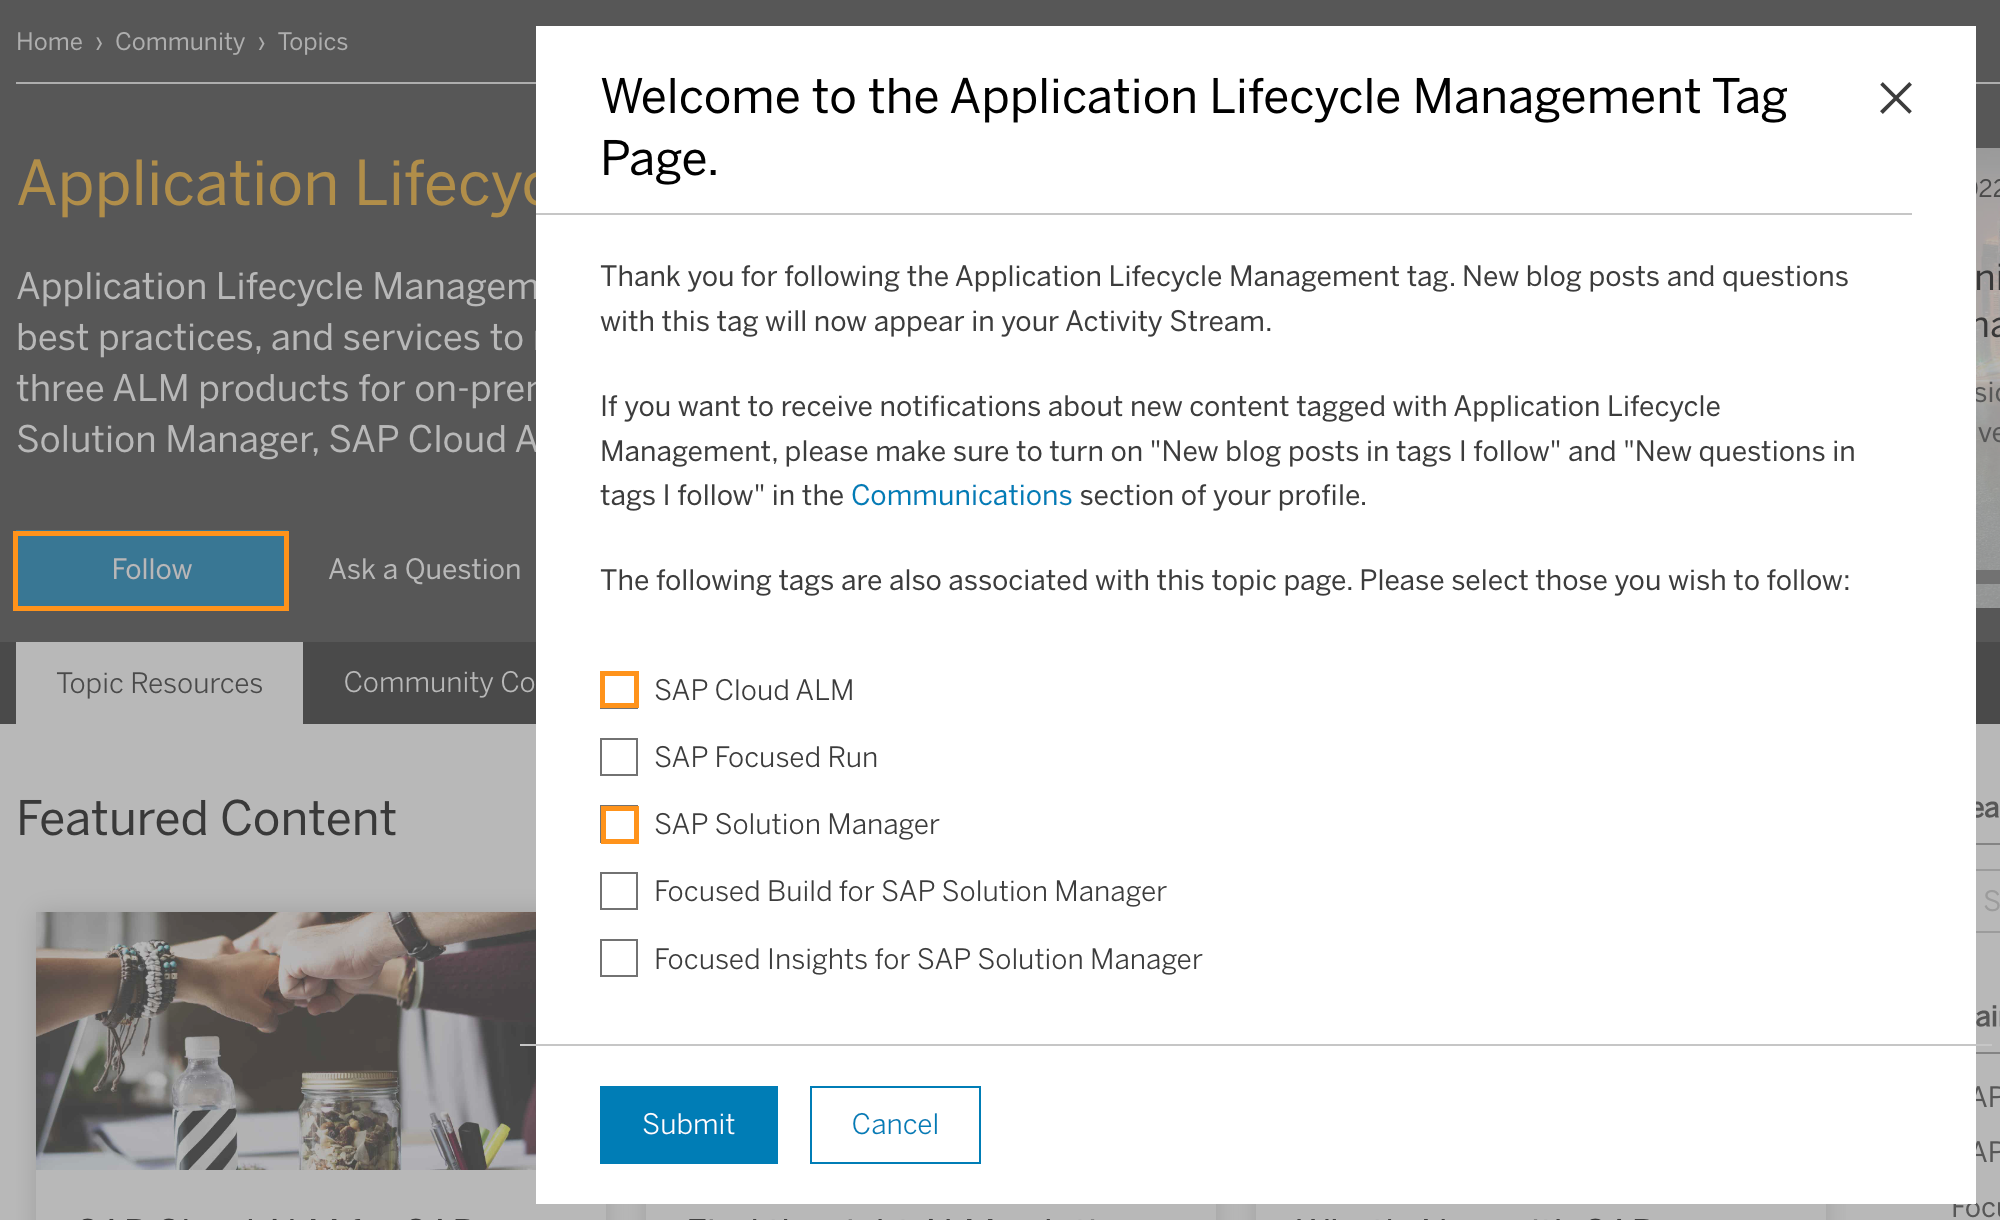 Home › Community › Topics
Application Lifecyc
Application Lifecycle Managem
best practices, and services to
three ALM products for on-prer
Solution Manager, SAP Cloud A
Follow
Ask a Question
Topic Resources
Community Co
Featured Content
Welcome to the Application Lifecycle Management Tag
Page.
Thank you for following the Application Lifecycle Management tag. New blog posts and questions
with this tag will now appear in your Activity Stream.
If you want to receive notifications about new content tagged with Application Lifecycle
Management, please make sure to turn on "New blog posts in tags I follow" and "New questions in
tags I follow" in the Communications section of your profile.
The following tags are also associated with this topic page. Please select those you wish to follow:
SAP Cloud ALM
SAP Focused Run
SAP Solution Manager
Focused Build for SAP Solution Manager
Focused Insights for SAP Solution Manager
Submit
Cancel